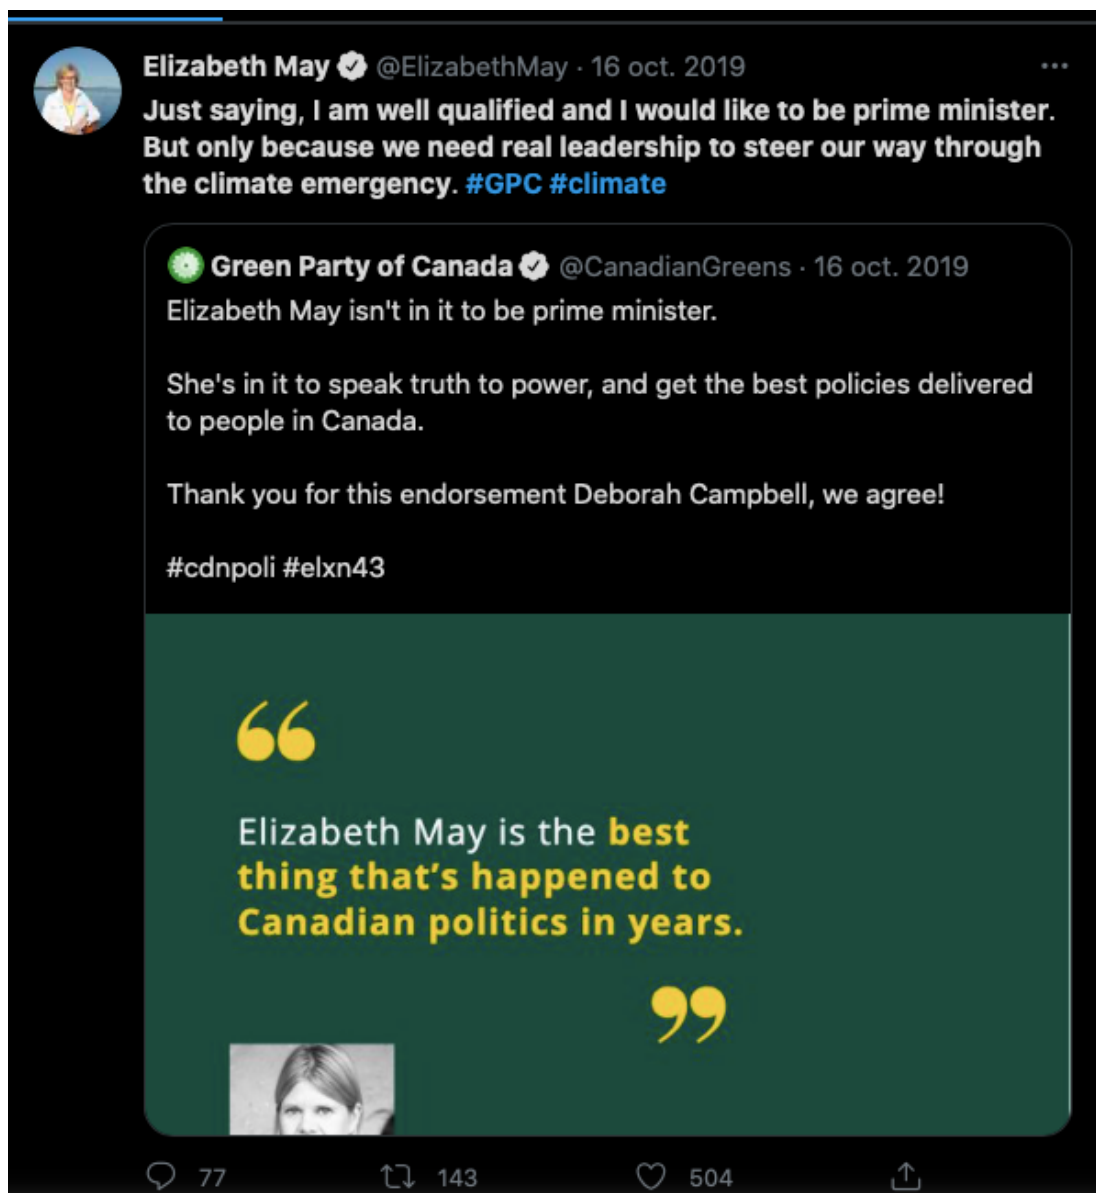 Elizabeth May @ElizabethMay · 16 oct. 2019
Just saying, I am well qualified and I would like to be prime minister.
But only because we need real leadership to steer our way through
the climate emergency. #GPC #climate
Green Party of Canada @CanadianGreens · 16 oct. 2019
Elizabeth May isn't in it to be prime minister.
She's in it to speak truth to power, and get the best policies delivered
to people in Canada.
Thank you for this endorsement Deborah Campbell, we agree!
#cdnpoli #elxn43
“
Elizabeth May is the best
thing that’s happened to
Canadian politics in years.
”
77 143 504